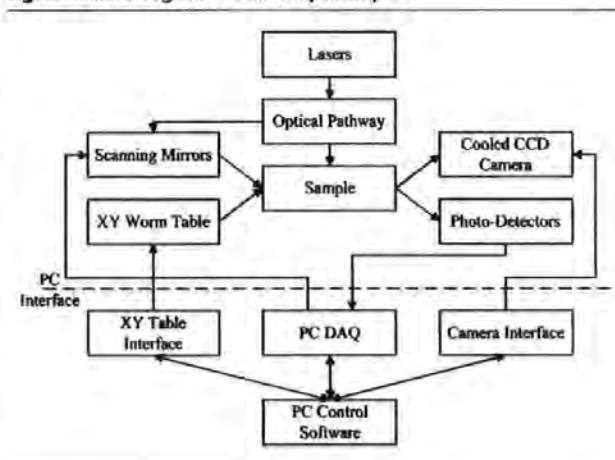 Lasers
Optical Pathway
Scanning Mirrors
Cooled CCD
Camera
Sample
XY Worm Table
Photo-Detectors
PC
Interface
XY Table
Interface
PC DAQ
Camera Interface
PC Control
Software